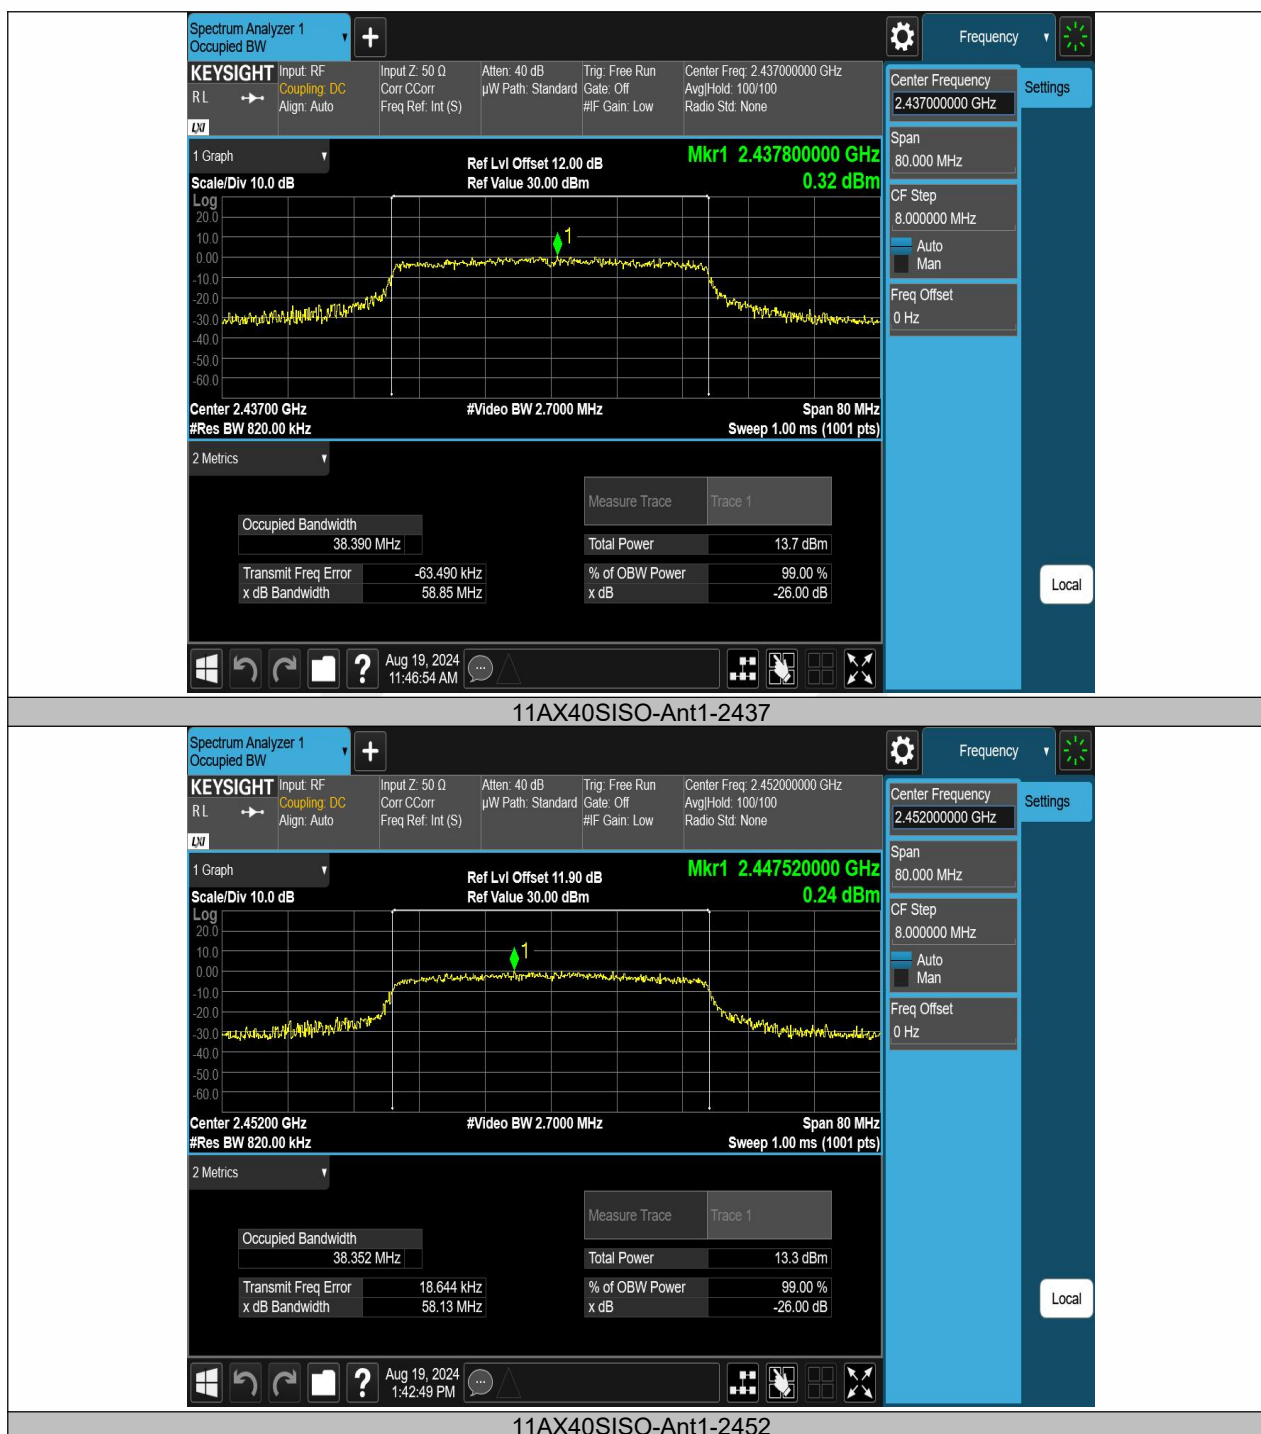 Spectrum Analyzer 1
Occupied BW
+
Frequency
KEYSIGHT
R L
LXI
Input: RF
Coupling: DC
Align: Auto
Input Z: 50 Ω
Corr CCorr
Freq Ref: Int (S)
Atten: 40 dB
µW Path: Standard
Trig: Free Run
Gate: Off
#IF Gain: Low
Center Freq: 2.437000000 GHz
Avg|Hold: 100/100
Radio Std: None
Center Frequency
2.437000000 GHz
Settings
Span
80.000 MHz
CF Step
8.000000 MHz
Auto
Man
Freq Offset
0 Hz
Local
1 Graph
Scale/Div 10.0 dB
Ref Lvl Offset 12.00 dB
Ref Value 30.00 dBm
Mkr1 2.437800000 GHz
0.32 dBm
Log
20.0
10.0
0.00
-10.0
-20.0
-30.0
-40.0
-50.0
-60.0
1
Center 2.43700 GHz
#Res BW 820.00 kHz
#Video BW 2.7000 MHz
Span 80 MHz
Sweep 1.00 ms (1001 pts)
2 Metrics
Measure Trace Trace 1
Occupied Bandwidth
38.390 MHz
Total Power 13.7 dBm
Transmit Freq Error -63.490 kHz
% of OBW Power 99.00 %
x dB Bandwidth 58.85 MHz
x dB -26.00 dB
?
Aug 19, 2024
11:46:54 AM
11AX40SISO-Ant1-2437
Spectrum Analyzer 1
Occupied BW
+
Frequency
KEYSIGHT
R L
LXI
Input: RF
Coupling: DC
Align: Auto
Input Z: 50 Ω
Corr CCorr
Freq Ref: Int (S)
Atten: 40 dB
µW Path: Standard
Trig: Free Run
Gate: Off
#IF Gain: Low
Center Freq: 2.452000000 GHz
Avg|Hold: 100/100
Radio Std: None
Center Frequency
2.452000000 GHz
Settings
Span
80.000 MHz
CF Step
8.000000 MHz
Auto
Man
Freq Offset
0 Hz
Local
1 Graph
Scale/Div 10.0 dB
Ref Lvl Offset 11.90 dB
Ref Value 30.00 dBm
Mkr1 2.447520000 GHz
0.24 dBm
Log
20.0
10.0
0.00
-10.0
-20.0
-30.0
-40.0
-50.0
-60.0
1
Center 2.45200 GHz
#Res BW 820.00 kHz
#Video BW 2.7000 MHz
Span 80 MHz
Sweep 1.00 ms (1001 pts)
2 Metrics
Measure Trace Trace 1
Occupied Bandwidth
38.352 MHz
Total Power 13.3 dBm
Transmit Freq Error 18.644 kHz
% of OBW Power 99.00 %
x dB Bandwidth 58.13 MHz
x dB -26.00 dB
?
Aug 19, 2024
1:42:49 PM
11AX40SISO-Ant1-2452